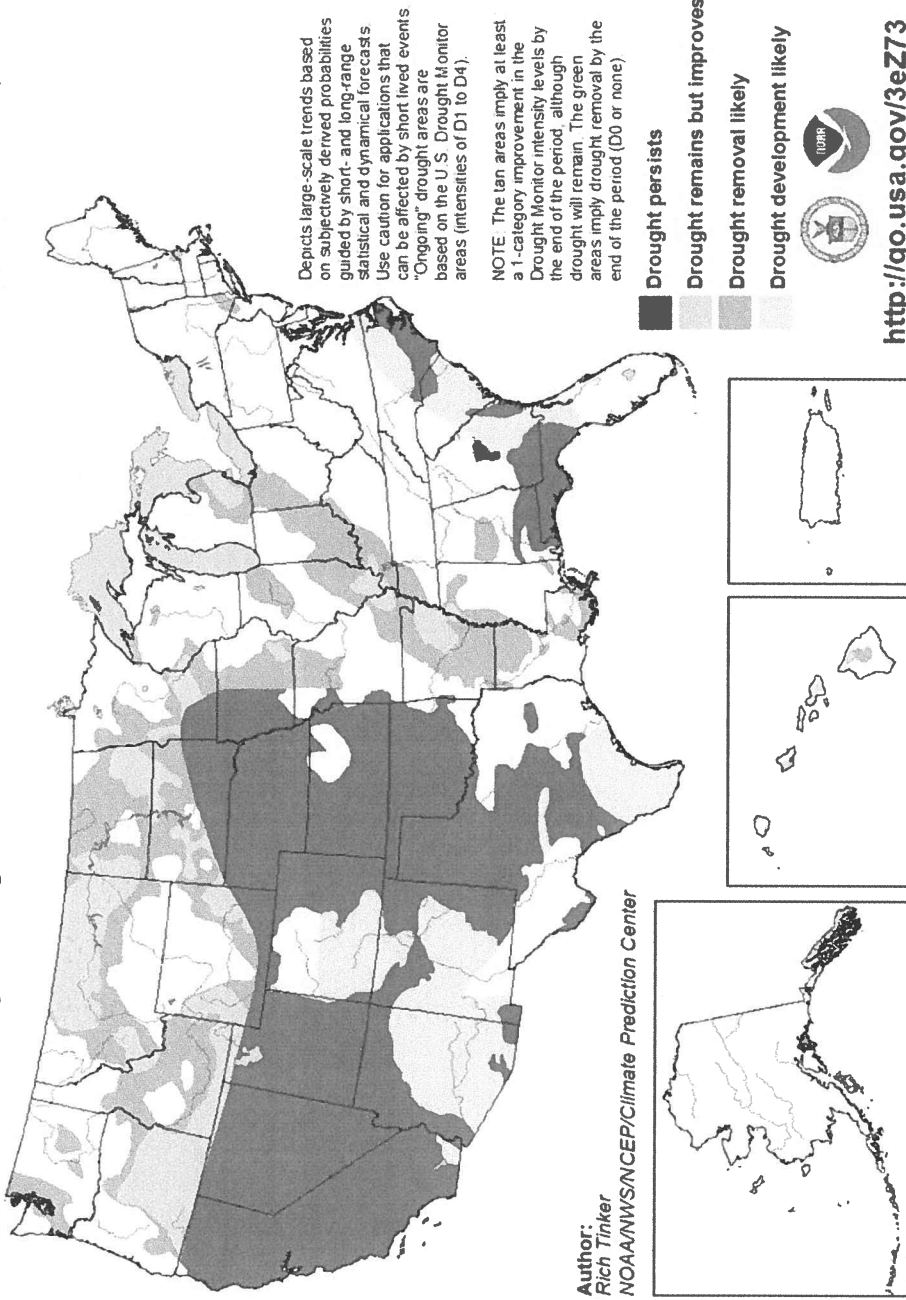 Depicts large-scale trends based
on subjectively derived probabilities
guided by short- and long-range
statistical and dynamical forecasts.
Use caution for applications that
can be affected by short lived events.
"Ongoing" drought areas are
based on the U.S. Drought Monitor
areas (intensities of D1 to D4).
NOTE: The tan areas imply at least
a 1-category improvement in the
Drought Monitor intensity levels by
the end of the period, although
drought will remain. The green
areas imply drought removal by the
end of the period (D0 or none)
Drought persists
Drought remains but improves
Drought removal likely
Drought development likely
Author:
Rich Tinker
NOAA/NWS/NCEP/Climate Prediction Center
NOAA
http://go.usa.gov/3eZ73